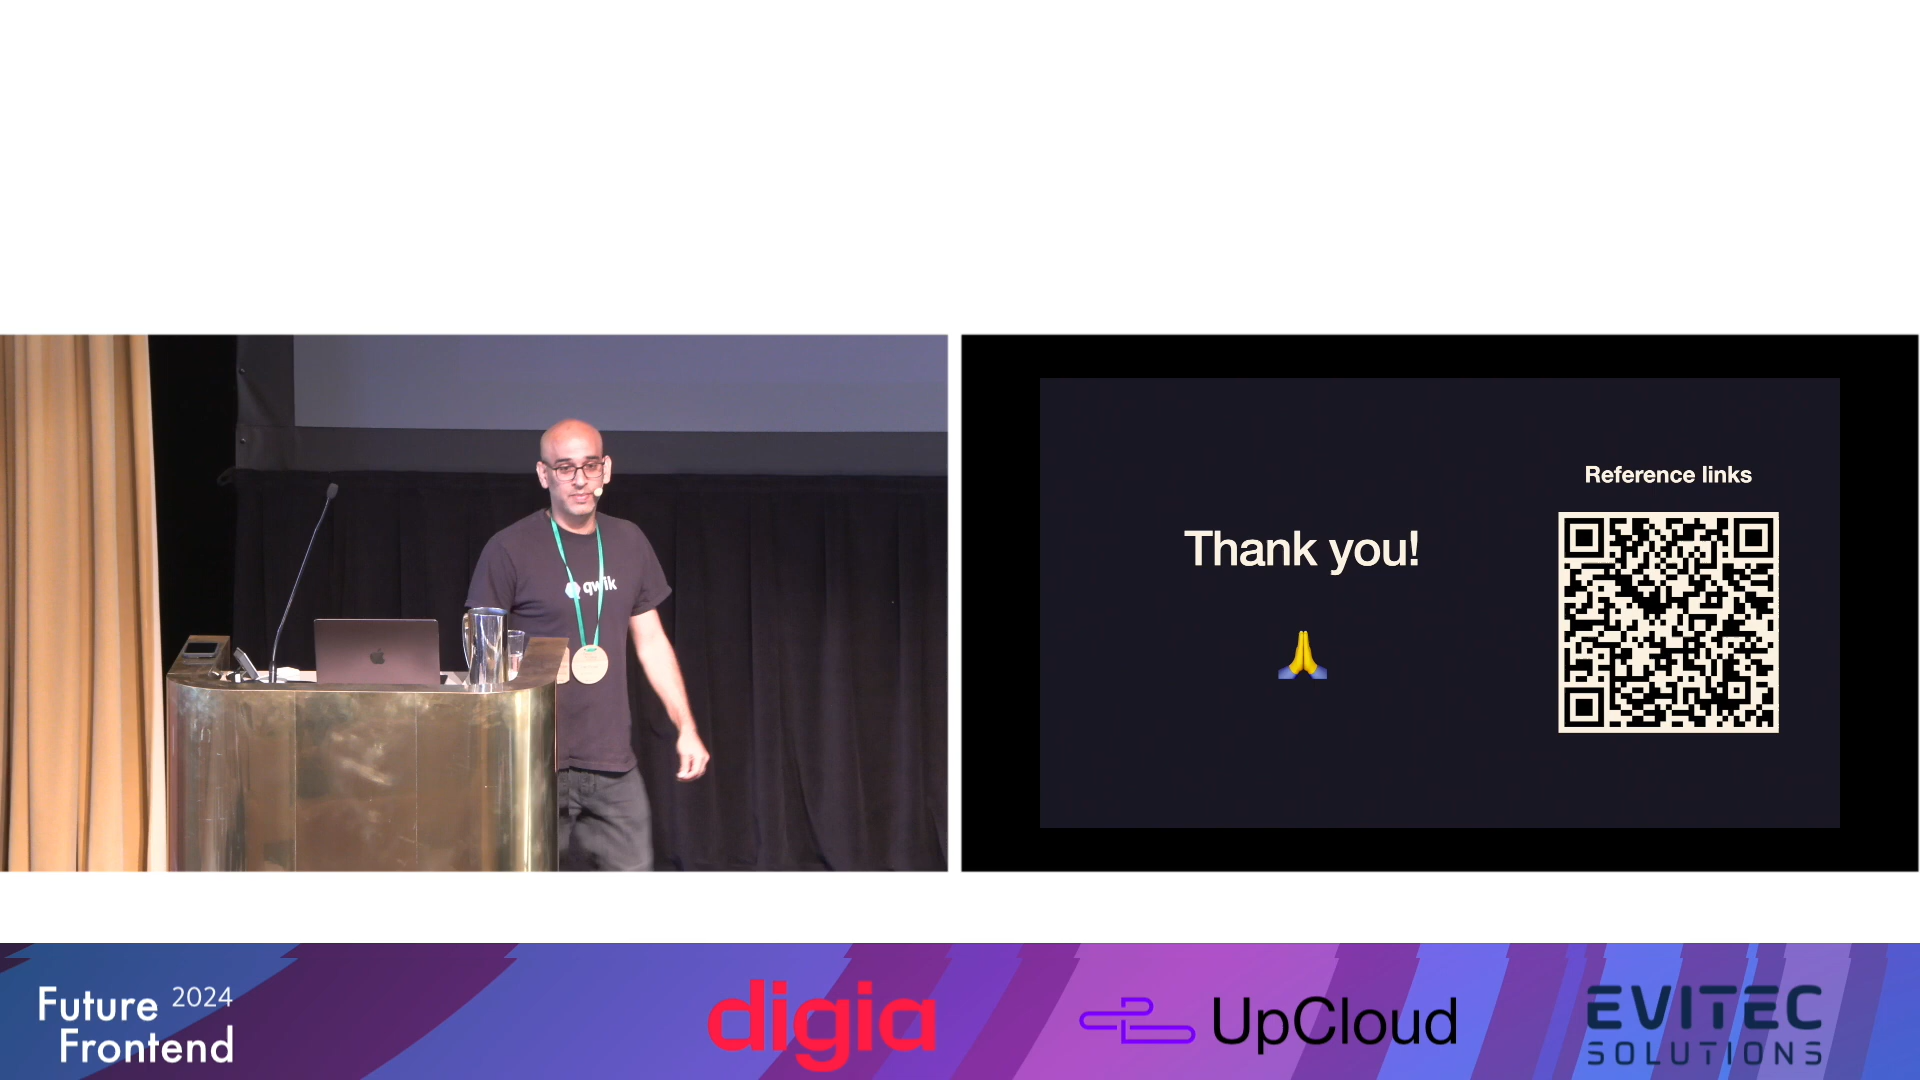 qwik
Reference links
Thank you!
Future 2024
Frontend
digia
UpCloud
EVITEC
SOLUTIONS